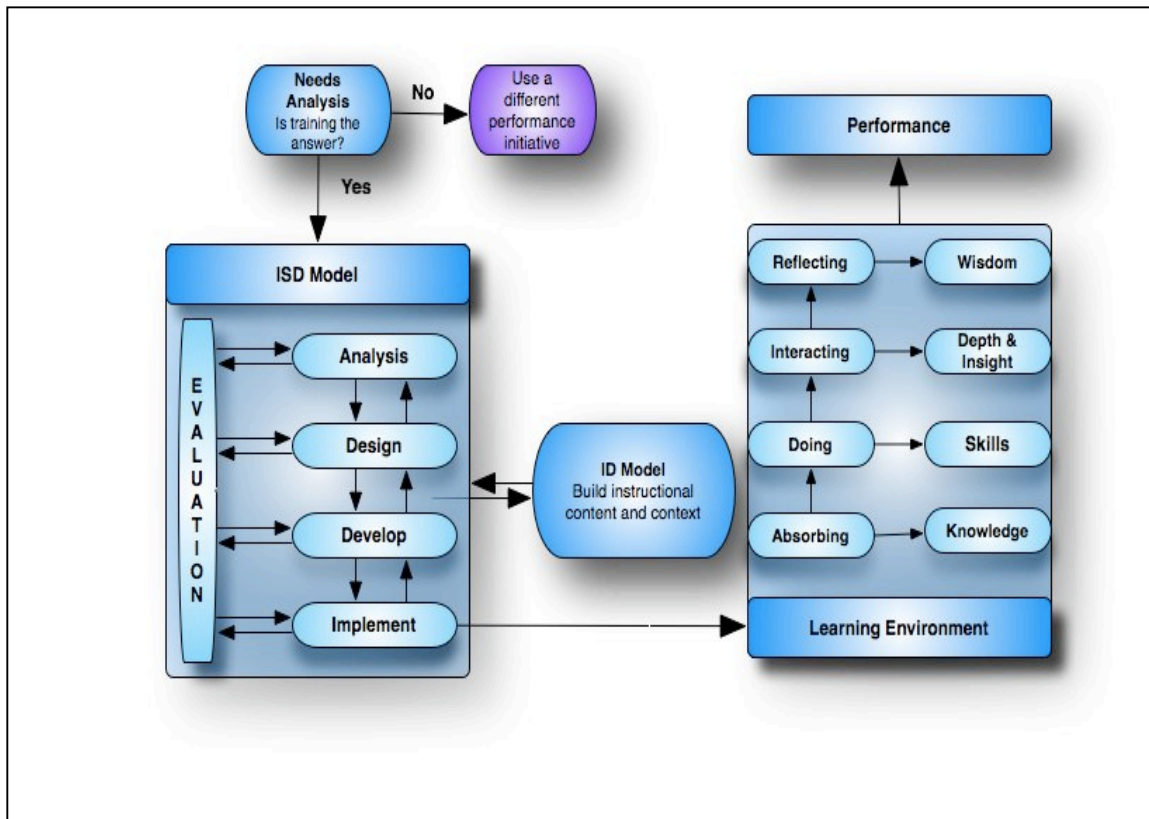 Needs
Analysis
Is training the
answer?
No
Use a
different
performance
initiative
Yes
ISD Model
EVALUATION
Analysis
Design
Develop
Implement
ID Model
Build instructional
content and context
Performance
Reflecting
Wisdom
Interacting
Depth &
Insight
Doing
Skills
Absorbing
Knowledge
Learning Environment